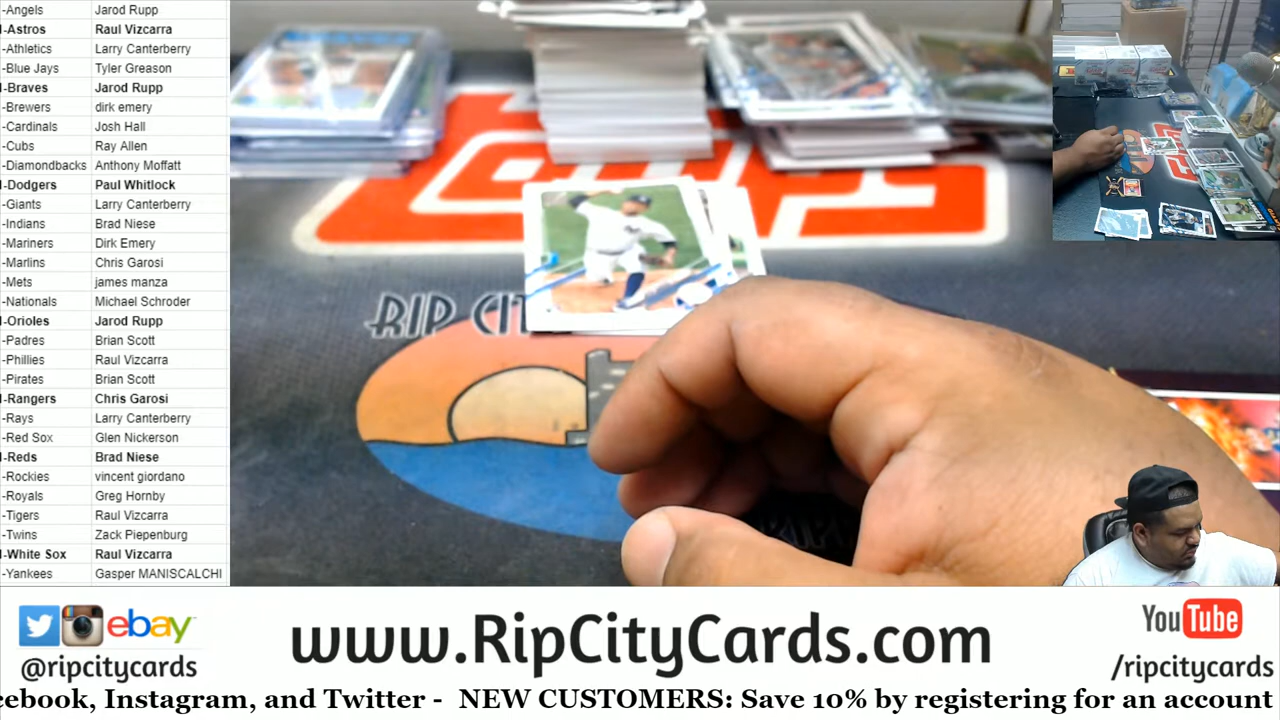 -Angels Jarod Rupp
-Astros Raul Vizcarra
-Athletics Larry Canterberry
-Blue Jays Tyler Greason
-Braves Jarod Rupp
-Brewers dirk emery
-Cardinals Josh Hall
-Cubs Ray Allen
-Diamondbacks Anthony Moffatt
-Dodgers Paul Whitlock
-Giants Larry Canterberry
-Indians Brad Niese
-Mariners Dirk Emery
-Marlins Chris Garosi
-Mets james manza
-Nationals Michael Schroder
-Orioles Jarod Rupp
-Padres Brian Scott
-Phillies Raul Vizcarra
-Pirates Brian Scott
-Rangers Chris Garosi
-Rays Larry Canterberry
-Red Sox Glen Nickerson
-Reds Brad Niese
-Rockies vincent giordano
-Royals Greg Hornby
-Tigers Raul Vizcarra
-Twins Zack Piepenburg
-White Sox Raul Vizcarra
-Yankees Gasper MANISCALCHI
RIP CIT
ebay
@ripcitycards
www.RipCityCards.com
YouTube
/ripcitycards
cebook, Instagram, and Twitter - NEW CUSTOMERS: Save 10% by registering for an account